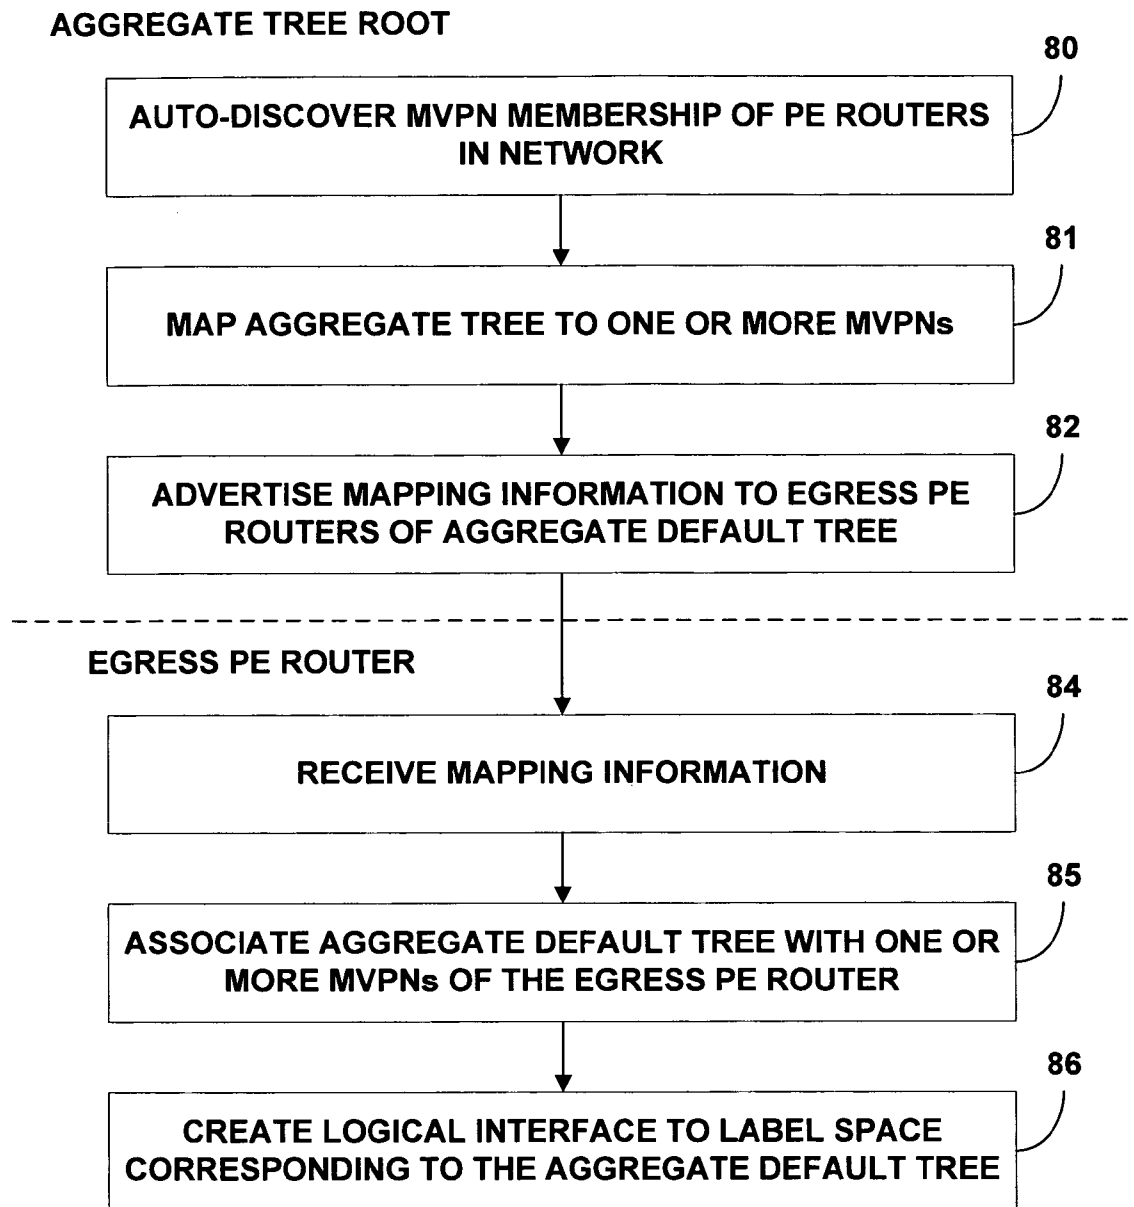 AGGREGATE TREE ROOT
80
AUTO-DISCOVER MVPN MEMBERSHIP OF PE ROUTERS
IN NETWORK
81
MAP AGGREGATE TREE TO ONE OR MORE MVPNs
82
ADVERTISE MAPPING INFORMATION TO EGRESS PE
ROUTERS OF AGGREGATE DEFAULT TREE
EGRESS PE ROUTER
84
RECEIVE MAPPING INFORMATION
85
ASSOCIATE AGGREGATE DEFAULT TREE WITH ONE OR
MORE MVPNs OF THE EGRESS PE ROUTER
86
CREATE LOGICAL INTERFACE TO LABEL SPACE
CORRESPONDING TO THE AGGREGATE DEFAULT TREE